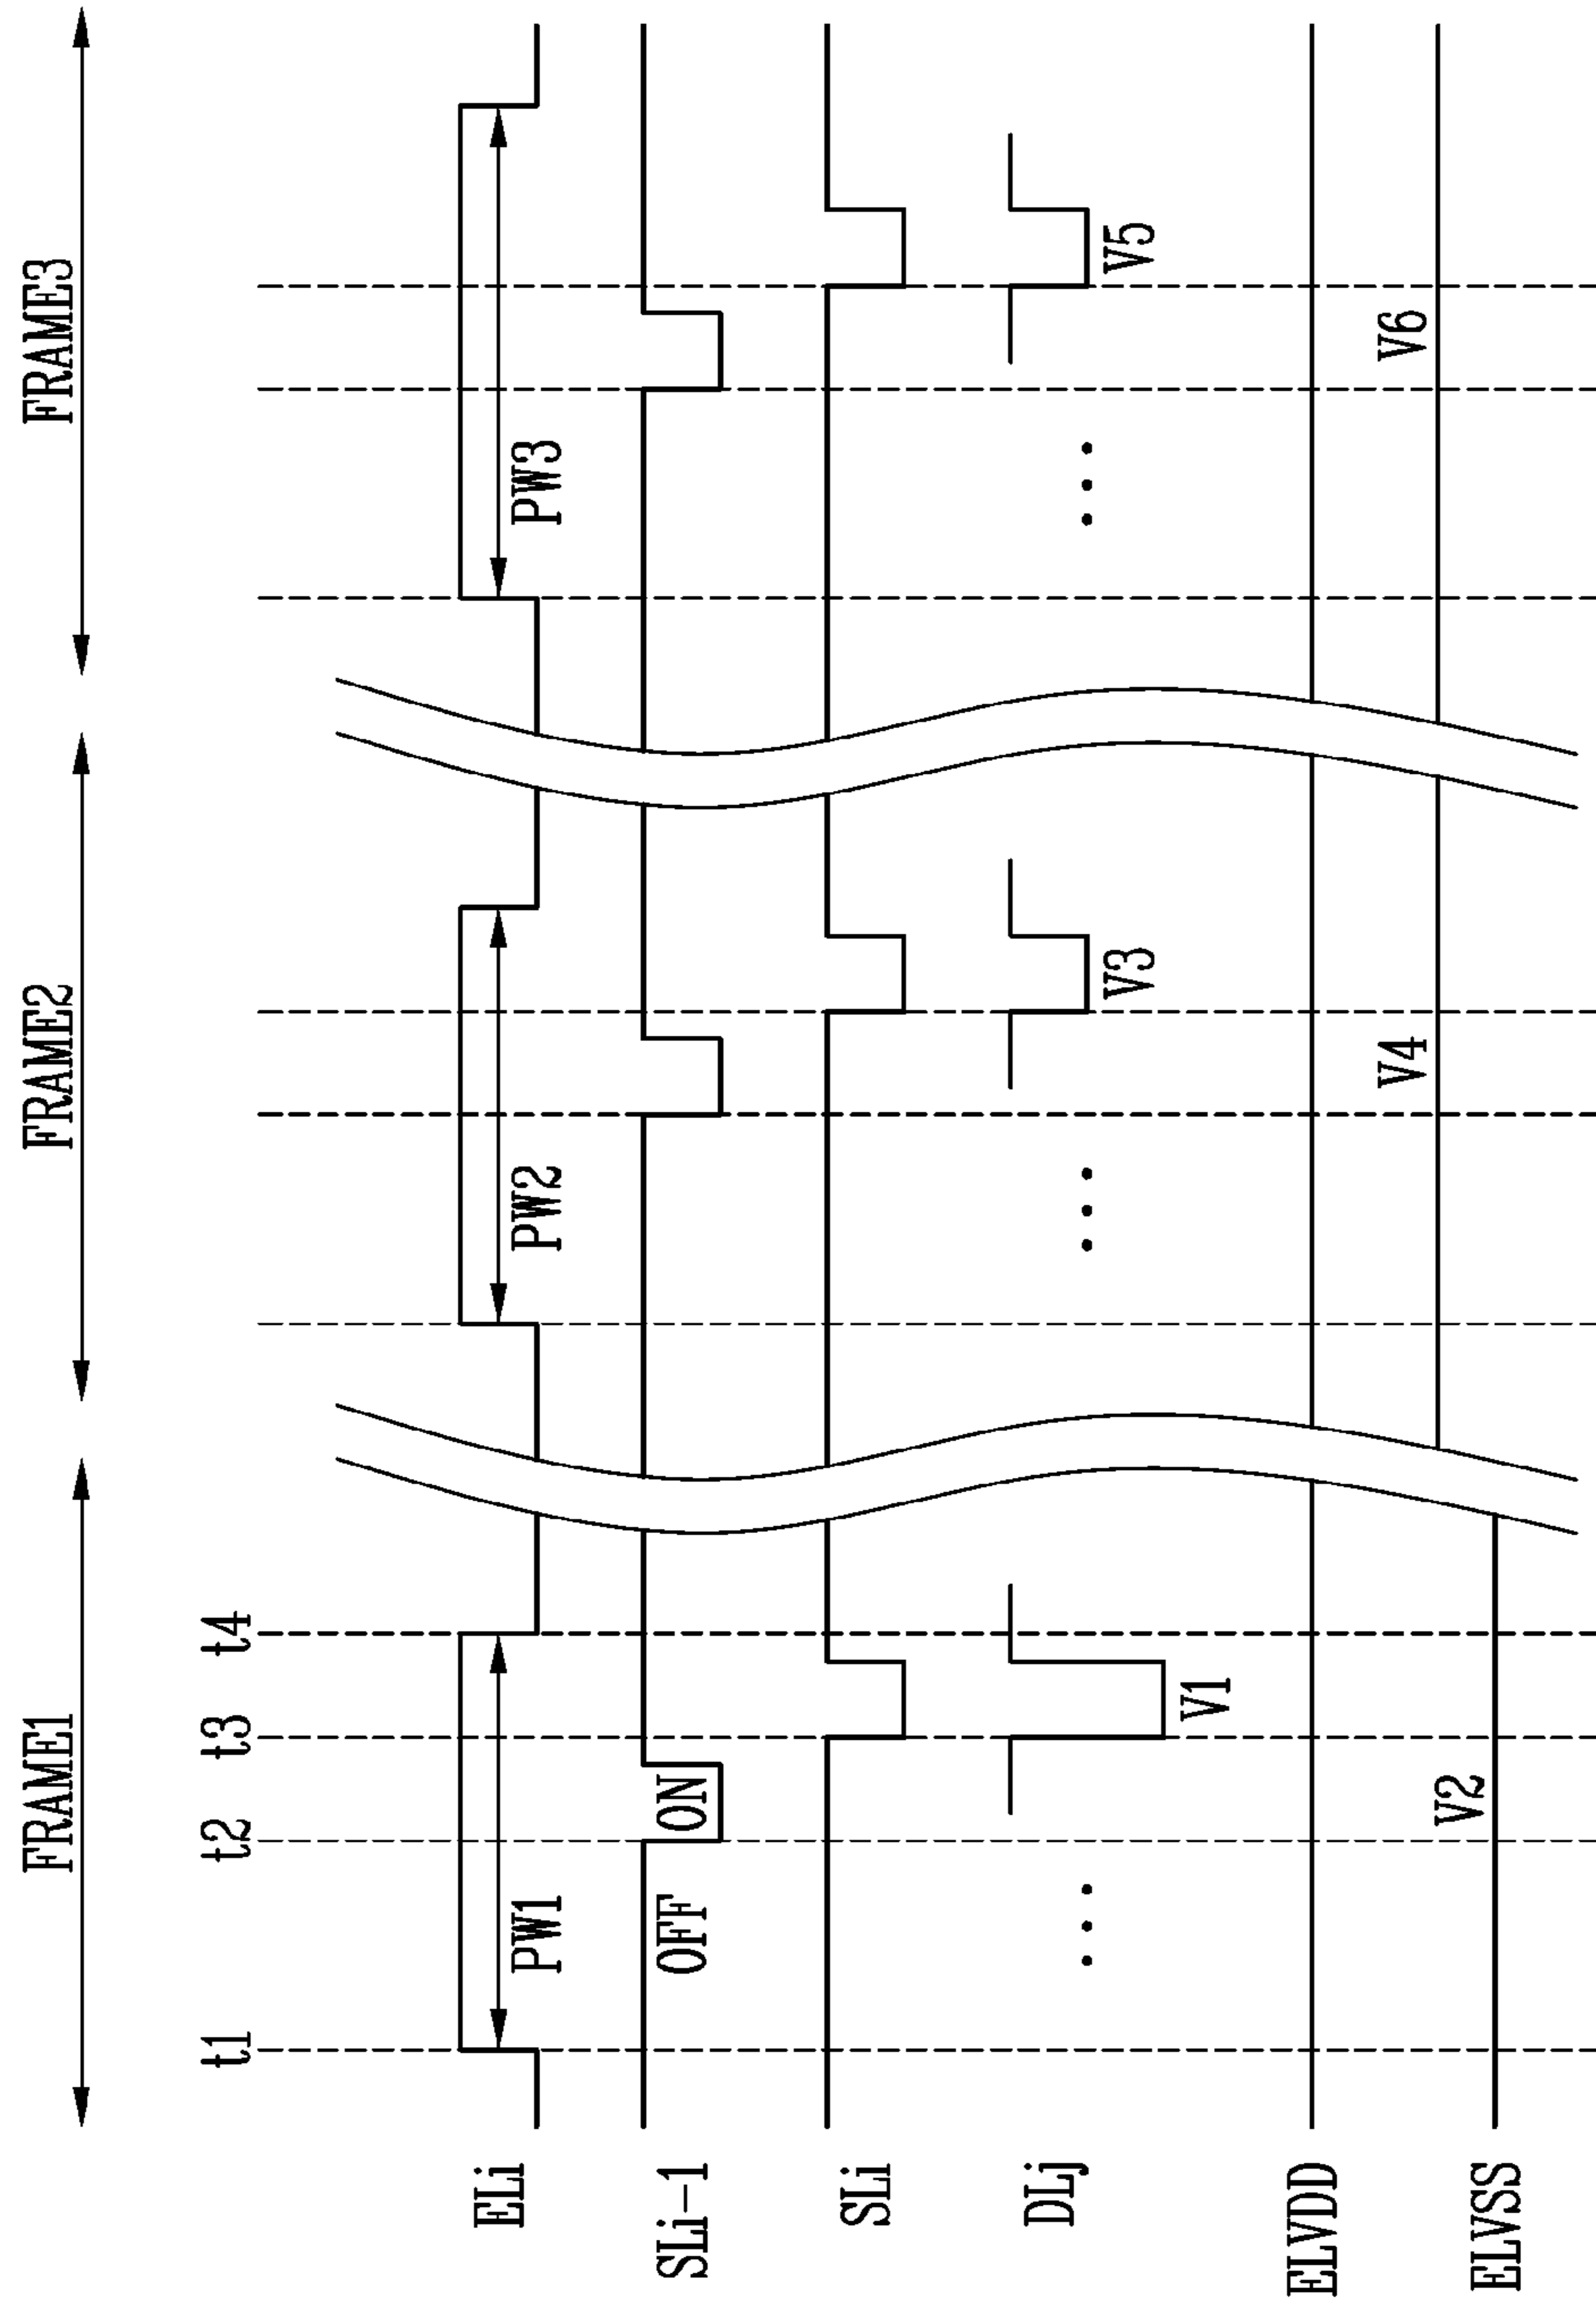 FRAME1 FRAME2 FRAME3
t1 t2 t3 t4
ELi PW1 PW2 PW3
SLi-1 OFF ON
SLi
DLj V1 V3 V5
ELVDD
V2 V4 V6
ELVSS